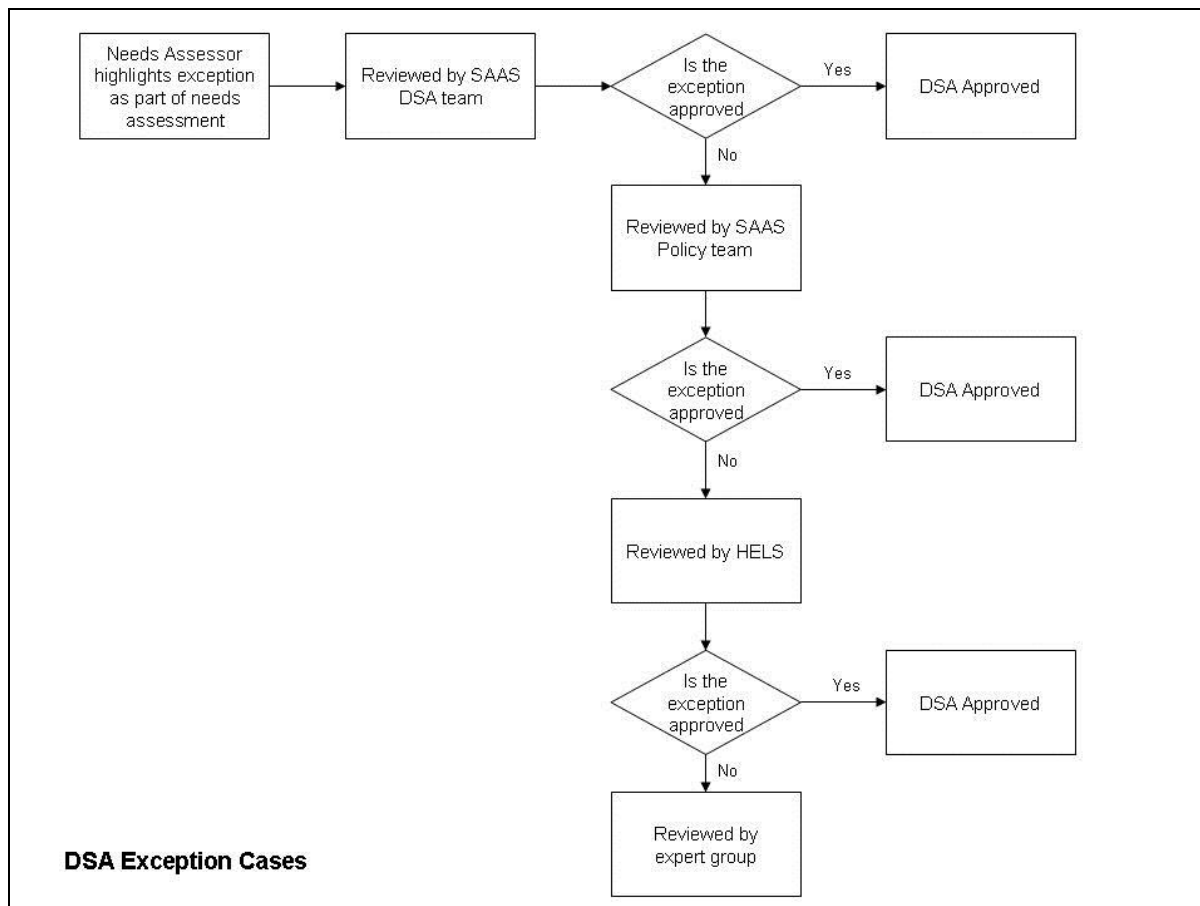 Needs Assessor
highlights exception
as part of needs
assessment
Reviewed by SAAS
DSA team
Is the
exception
approved
Yes
DSA Approved
No
Reviewed by SAAS
Policy team
Is the
exception
approved
Yes
DSA Approved
No
Reviewed by HELS
Is the
exception
approved
Yes
DSA Approved
No
Reviewed by
expert group
DSA Exception Cases